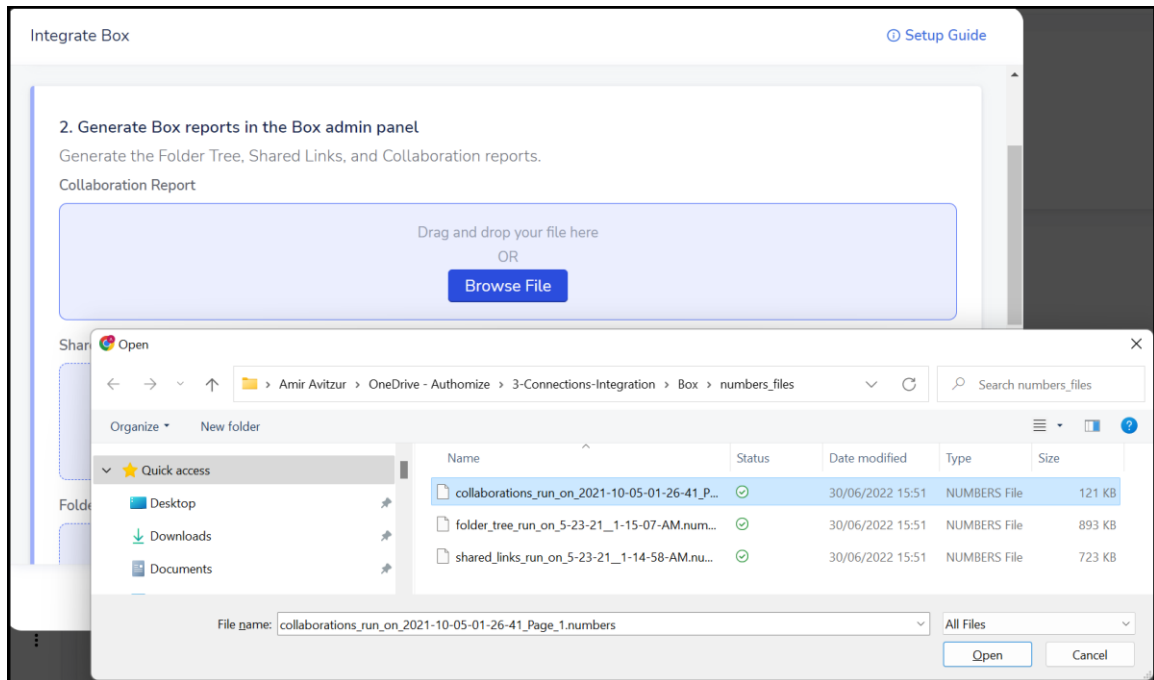 Integrate Box
Setup Guide
2. Generate Box reports in the Box admin panel
Generate the Folder Tree, Shared Links, and Collaboration reports.
Collaboration Report
Drag and drop your file here
OR
Browse File
Shar
Open
Amir Avitzur > OneDrive - Authomize > 3-Connections-Integration > Box > numbers_files
Search numbers_files
Organize
New folder
Name Status Date modified Type Size
Quick access
collaborations_run_on_2021-10-05-01-26-41_P... 30/06/2022 15:51 NUMBERS File 121 KB
Folde
Desktop
folder_tree_run_on_5-23-21__1-15-07-AM.num... 30/06/2022 15:51 NUMBERS File 893 KB
Downloads
shared_links_run_on_5-23-21__1-14-58-AM.nu... 30/06/2022 15:51 NUMBERS File 723 KB
Documents
File name: collaborations_run_on_2021-10-05-01-26-41_Page_1.numbers
All Files
Open
Cancel